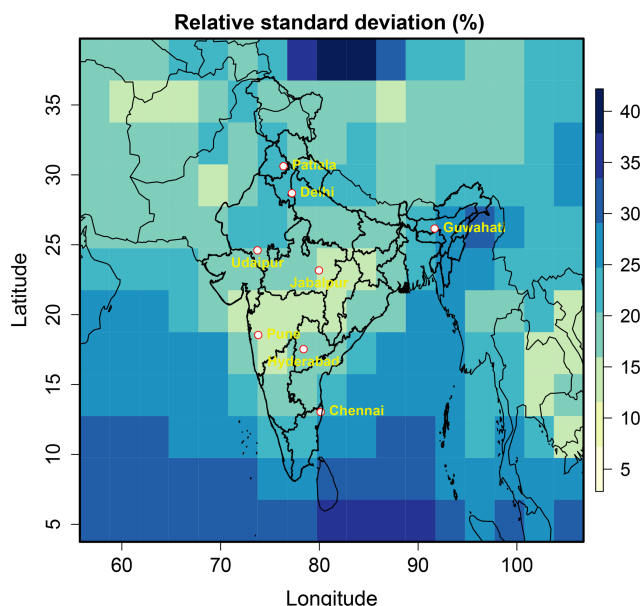 Relative standard deviation (%)
35
30
25
20
15
10
5
Latitude
60
70
80
90
100
Longitude
Patiala
Delhi
Guwahati
Udaipur
Jabalpur
Pune
Hyderabad
Chennai
40
35
30
25
20
15
10
5